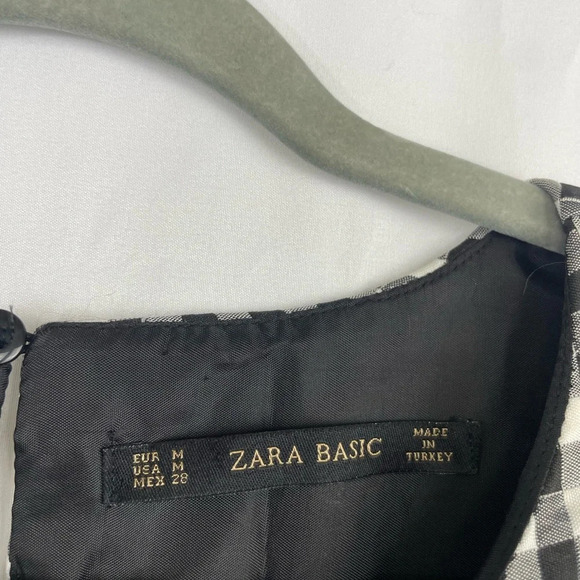 EUR M
USA M
MEX 28
ZARA BASIC
MADE
IN
TURKEY